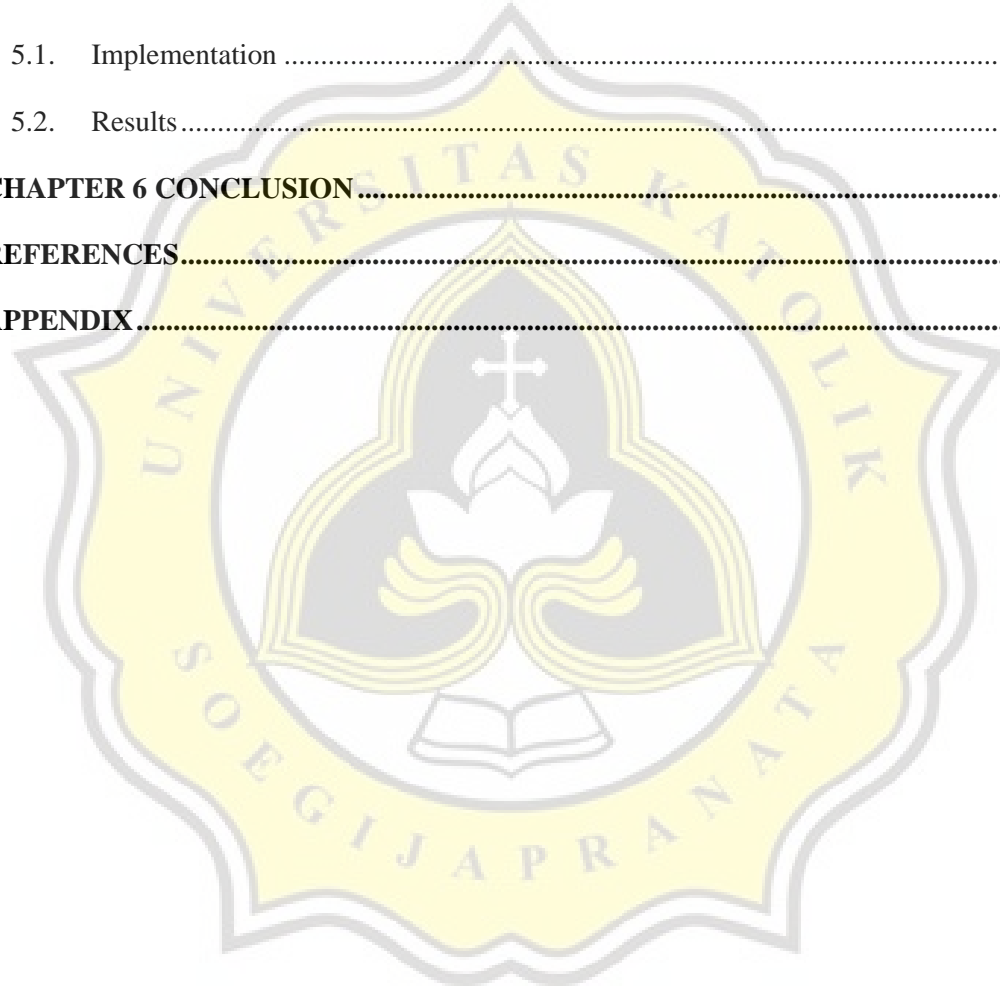 5.1. Implementation ..........................................................................................
5.2. Results.........................................................................................................
CHAPTER 6 CONCLUSION................................................................................
REFERENCES........................................................................................................
APPENDIX..............................................................................................................
UNIVERSITAS KATOLIK
SOEGIJAPRANATA